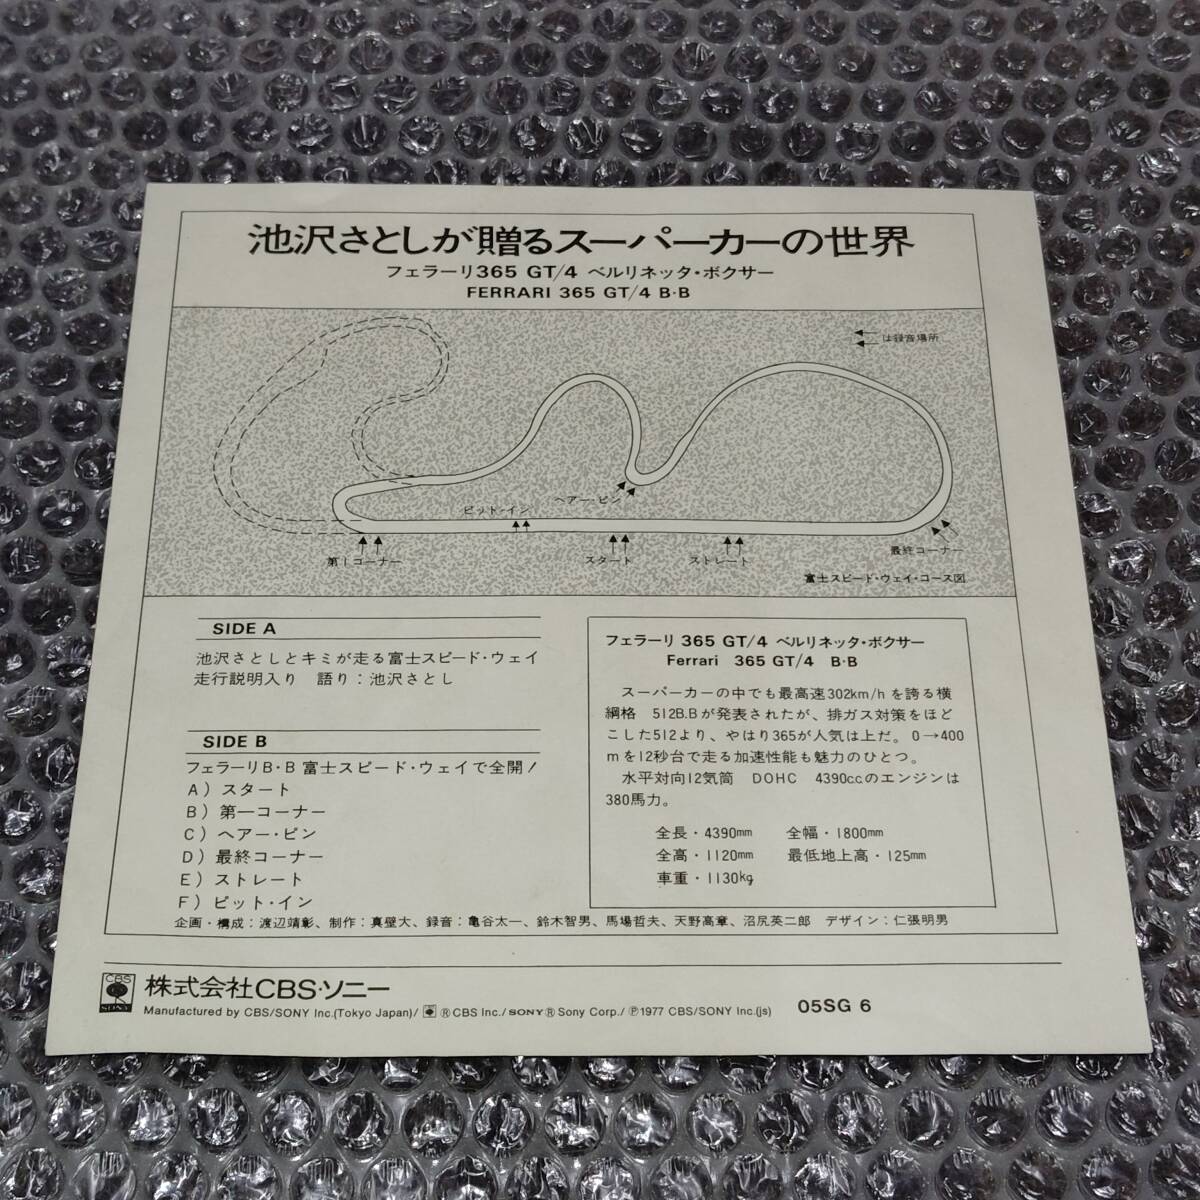 池沢さとしが贈るスーパーカーの世界
フェラーリ365 GT/4 ベルリネッタ・ボクサー
FERRARI 365 GT/4 B·B
は録音場所
ヘアー・ピン
ピット・イン
第1コーナー
スタート
ストレート
最終コーナー
富士スピード・ウェイ・コース図
SIDE A
池沢さとしとキミが走る富士スピード・ウェイ
走行説明入り 語り：池沢さとし
SIDE B
フェラーリB・B 富士スピード・ウェイで全開！
A）スタート
B）第一コーナー
C）ヘアー・ピン
D）最終コーナー
E）ストレート
F）ピット・イン
フェラーリ 365 GT/4 ベルリネッタ・ボクサー
Ferrari 365 GT/4 B·B
スーパーカーの中でも最高速302km/hを誇る横
綱格 512B.Bが発表されたが、排ガス対策をほど
こした512より、やはり365が人気は上だ。0→400
mを12秒台で走る加速性能も魅力のひとつ。
水平対向12気筒 DOHC 4390ccのエンジンは
380馬力。
全長・4390mm 全幅・1800mm
全高・1120mm 最低地上高・125mm
車重・1130kg
企画・構成：渡辺靖彰、制作：真壁大、録音：亀谷太一、鈴木智男、馬場哲夫、天野高章、沼尻英二郎 デザイン：仁張明男
CBS
SONY
株式会社CBS・ソニー
Manufactured by CBS/SONY Inc.(Tokyo Japan)/ ⓇCBS Inc./SONYⓇSony Corp./Ⓟ1977 CBS/SONY Inc.(js)
05SG 6